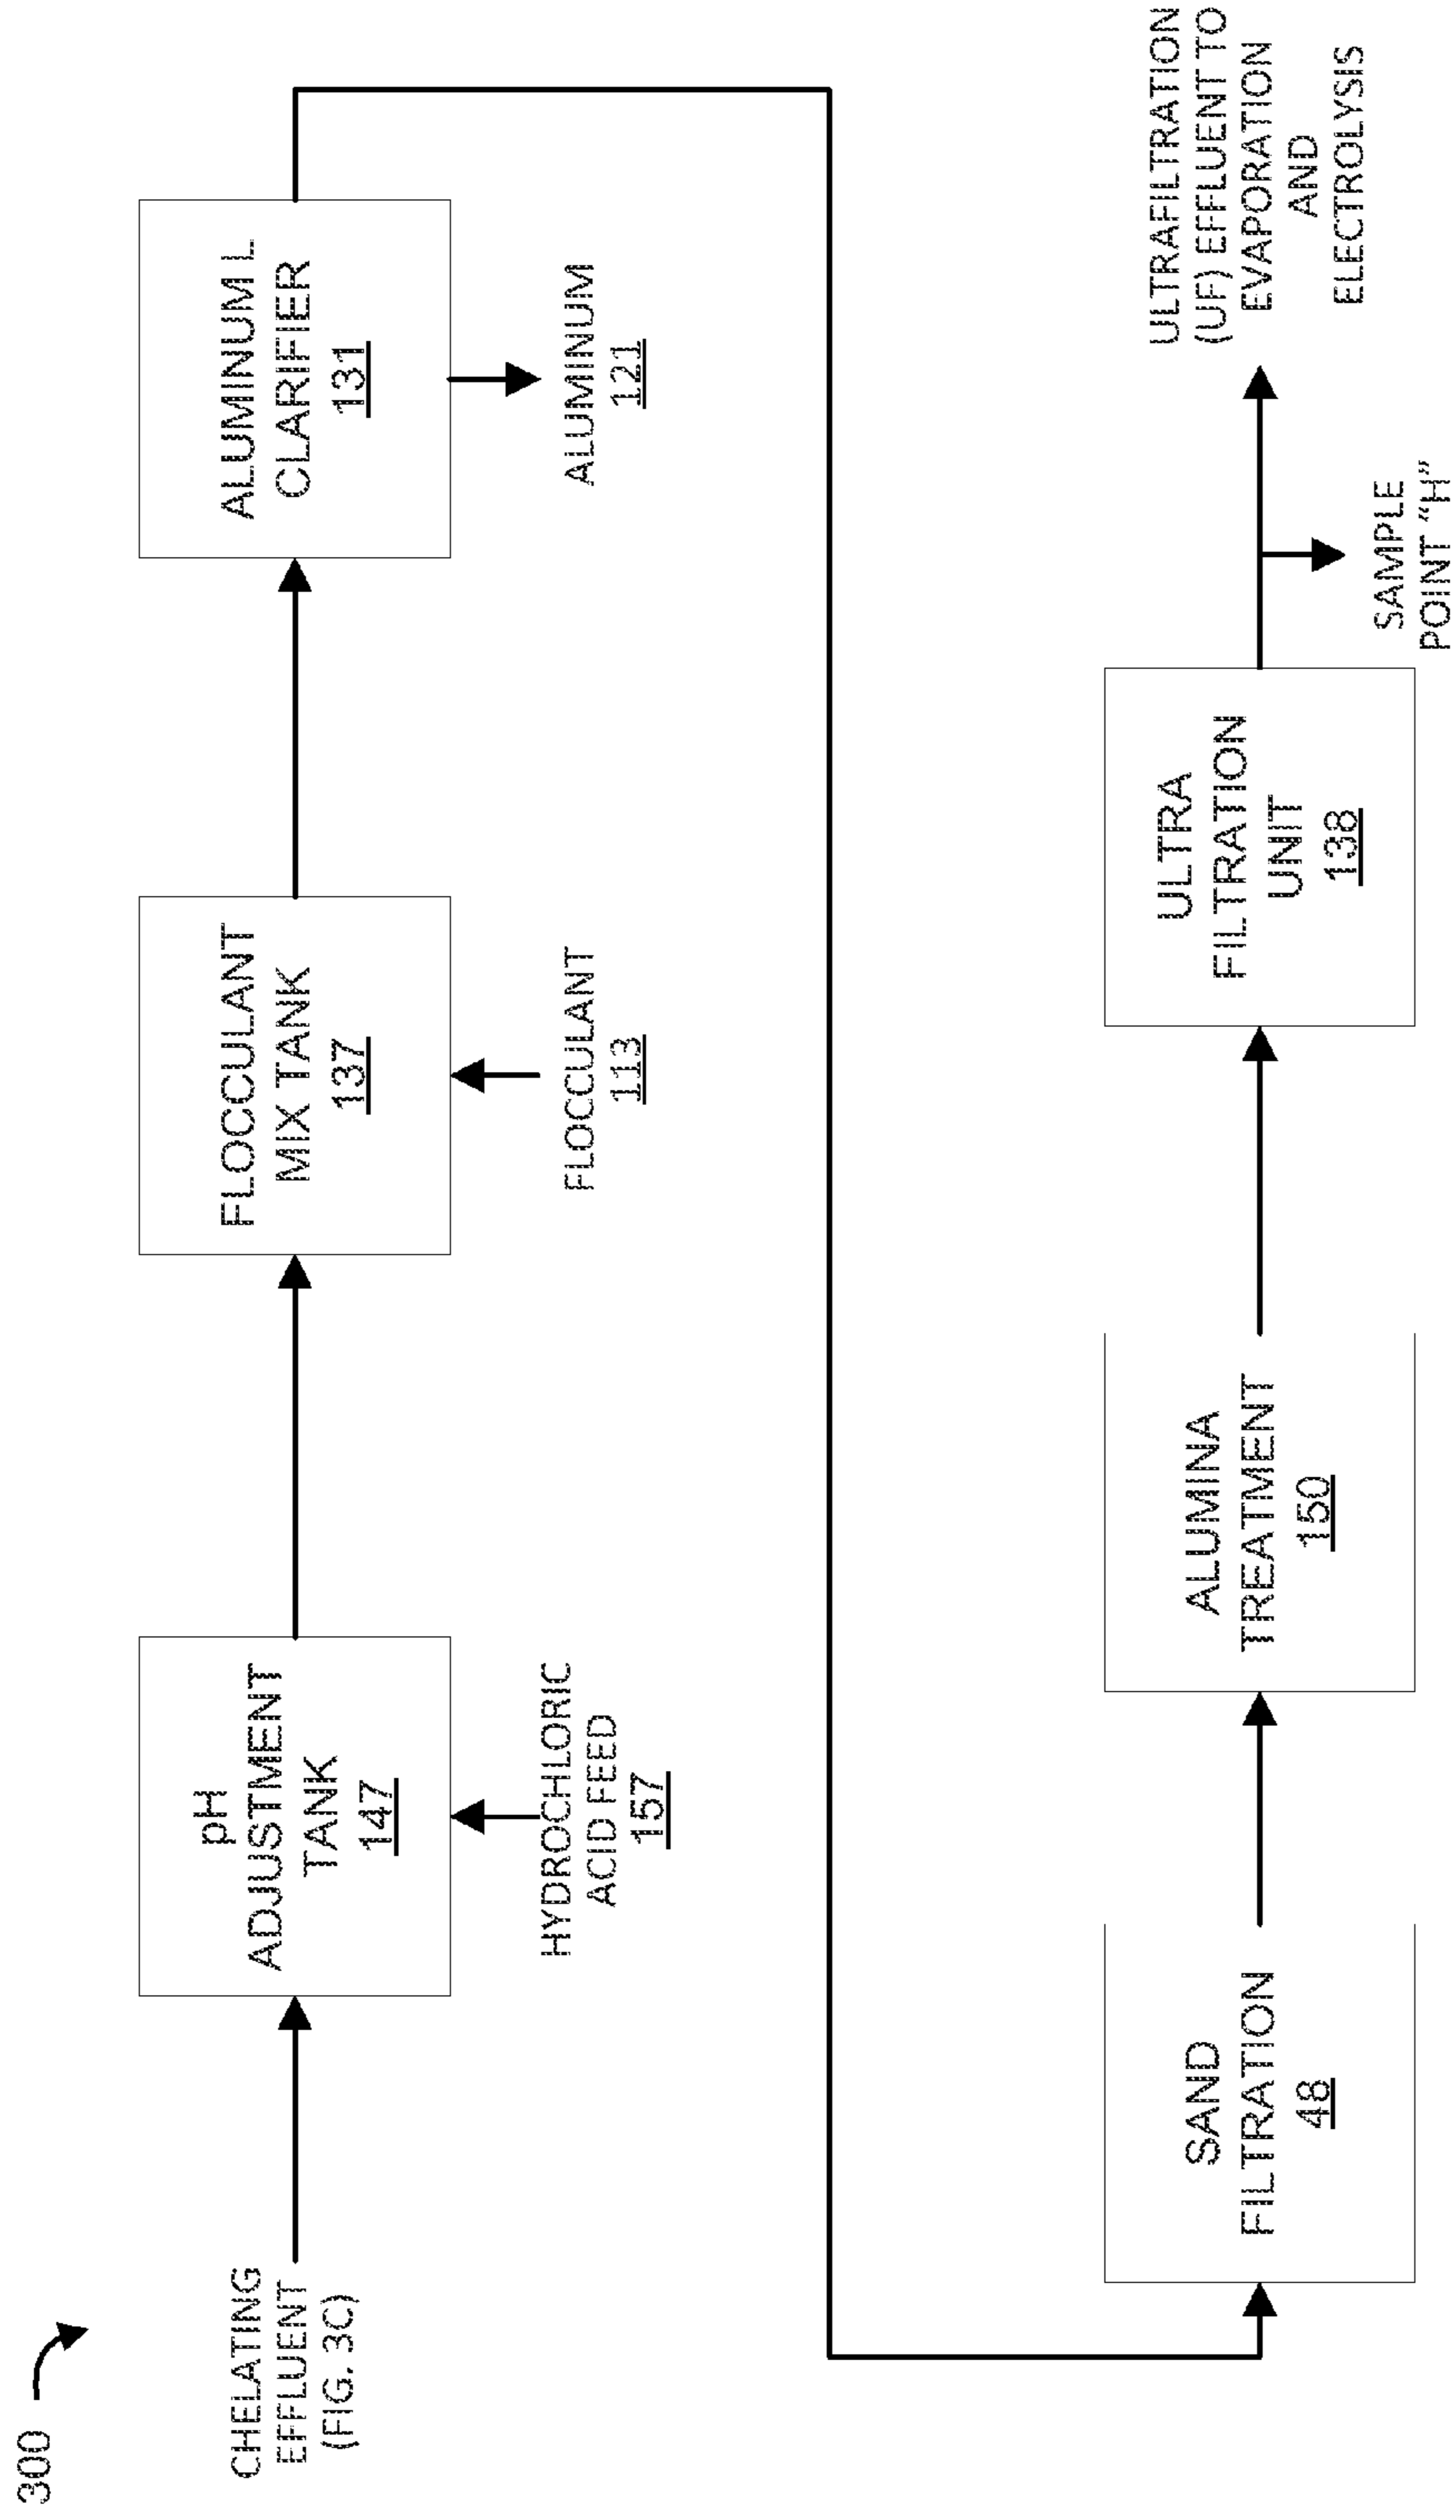 300
CHELATING
EFFLUENT
(FIG. 3C)
pH
ADJUSTMENT
TANK
147
HYDROCHLORIC
ACID FEED
157
FLOCCULANT
MIX TANK
137
FLOCCULANT
113
ALUMINUM L
CLARIFIER
131
ALUMINUM
121
SAND
FILTRATION
48
ALUMINA
TREATMENT
150
ULTRA
FILTRATION
UNIT
138
SAMPLE
POINT “H”
ULTRAFILTRATION
(UF) EFFLUENT TO
EVAPORATION
AND
ELECTROLYSIS